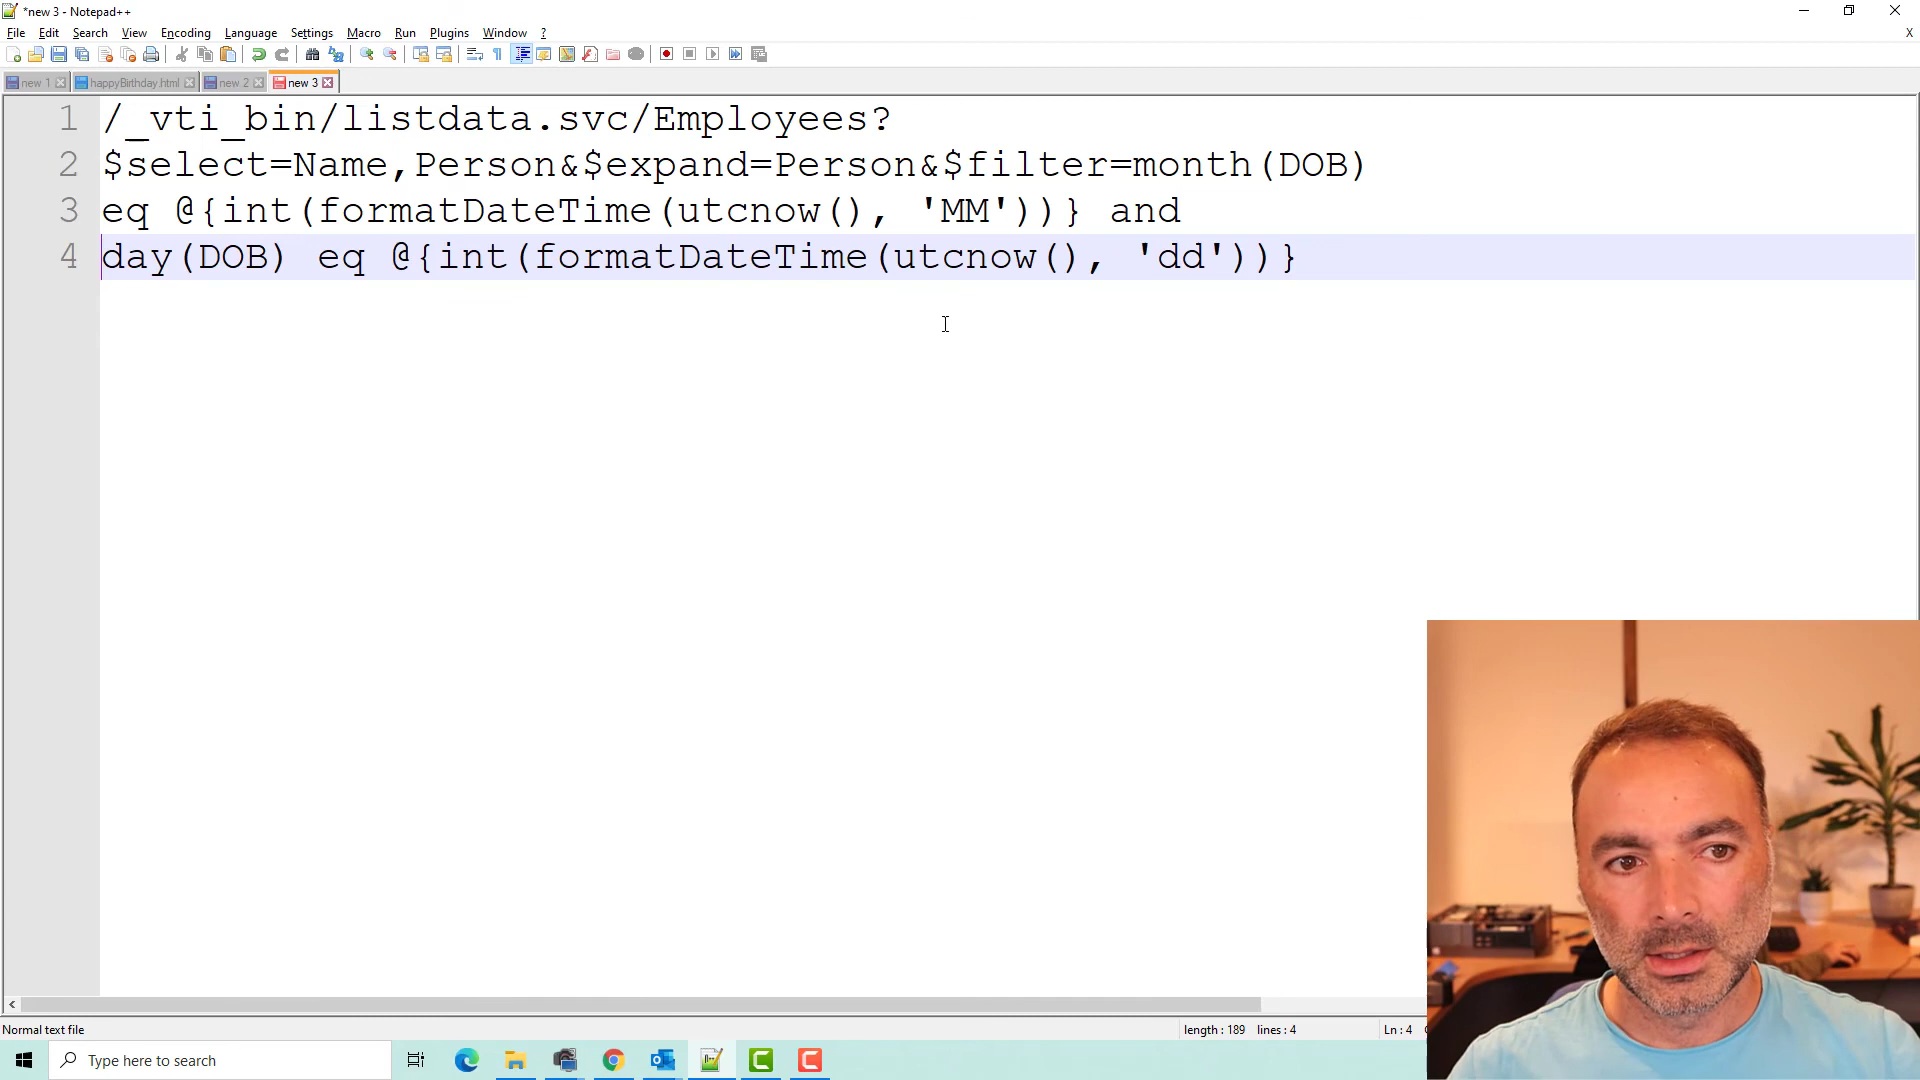 *new 3 - Notepad++
File Edit Search View Encoding Language Settings Macro Run Plugins Window ? X
new 1 happyBirthday.html new 2 new 3
1 /_vti_bin/listdata.svc/Employees?
2 $select=Name,Person&$expand=Person&$filter=month(DOB)
3 eq @{int(formatDateTime(utcnow(), 'MM'))} and
4 day(DOB) eq @{int(formatDateTime(utcnow(), 'dd'))}
Normal text file length : 189 lines : 4 Ln : 4
Type here to search